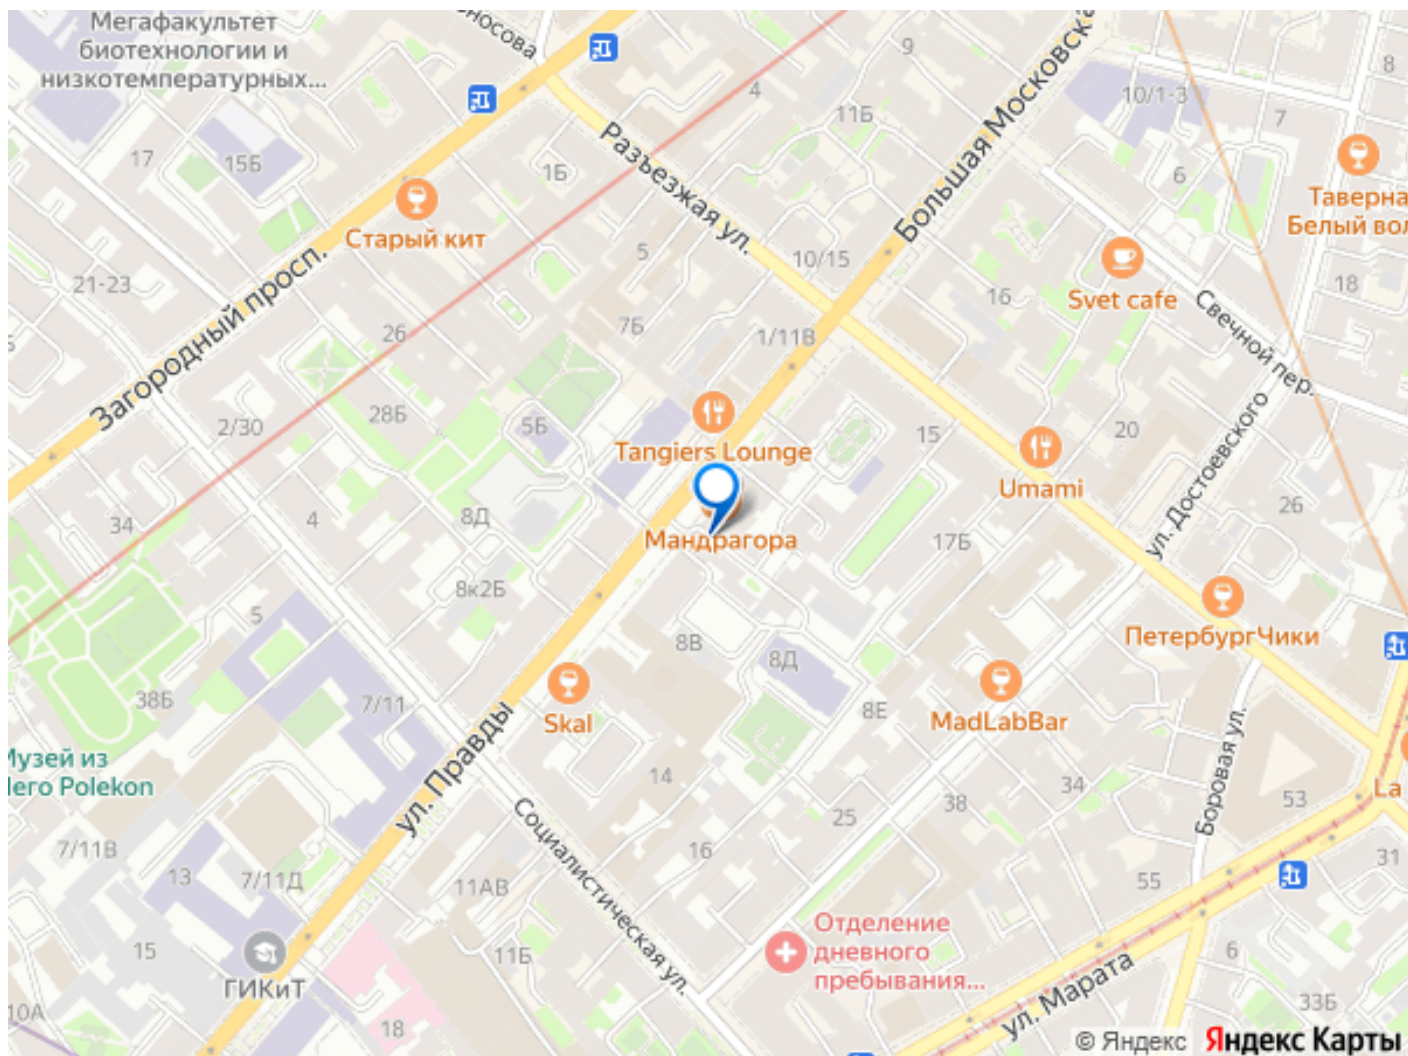 Мегафакультет
биотехнологии и
низкотемпературных...
Разъезжая ул.
Большая Московска
Загородный просп.
Старый кит
Таверна
Белый вол
Svet cafe
Свечной пер.
ул. Достоевского
Tangiers Lounge
Мандрагора
Umami
ПетербургЧики
Skal
MadLabBar
ул. Правды
Социалистическая ул.
Боровая ул.
ул. Марата
Музей из
lero Polekon
ГИКиТ
Отделение
дневного
пребывания...
La
9
8
4
11Б
10/1-3
7
17
15Б
1Б
6
5
10/15
18
21-23
16
7Б
1/11В
26
28Б
2/30
5Б
15
20
34
4
8Д
26
17Б
8к2Б
5
8В
8Д
38Б
7/11
8Е
14
34
38
25
53
7/11В
13
7/11Д
16
11АВ
31
55
15
11Б
6
10А
18
33Б
© Яндекс Яндекс Карты